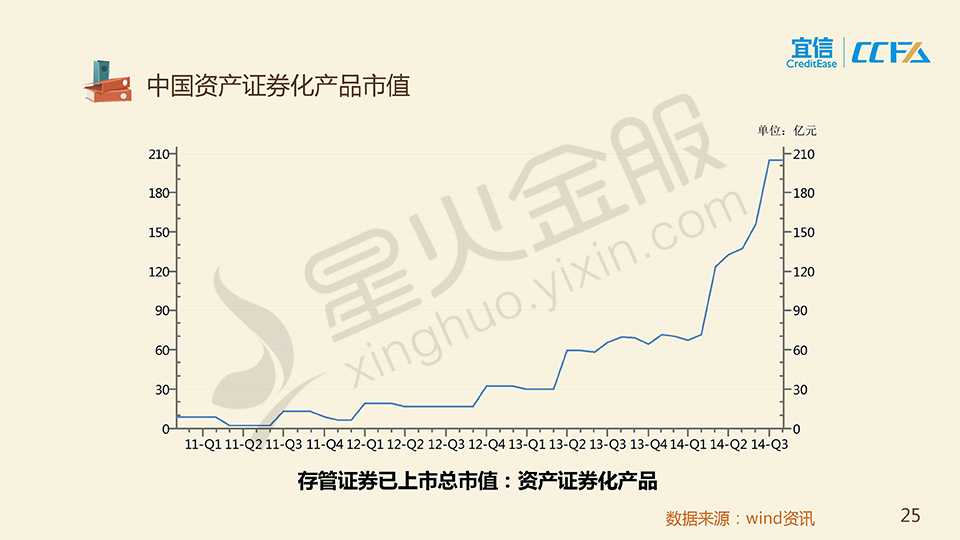 宜信
CreditEase
CCFA
中国资产证券化产品市值
单位：亿元
210 210
180 180
150 150
120 120
90 90
60 60
30 30
0 0
11-Q1 11-Q2 11-Q3 11-Q4 12-Q1 12-Q2 12-Q3 12-Q4 13-Q1 13-Q2 13-Q3 13-Q4 14-Q1 14-Q2 14-Q3
星火金服
xinghuo.yixin.com
存管证券已上市总市值：资产证券化产品
数据来源：wind资讯
25